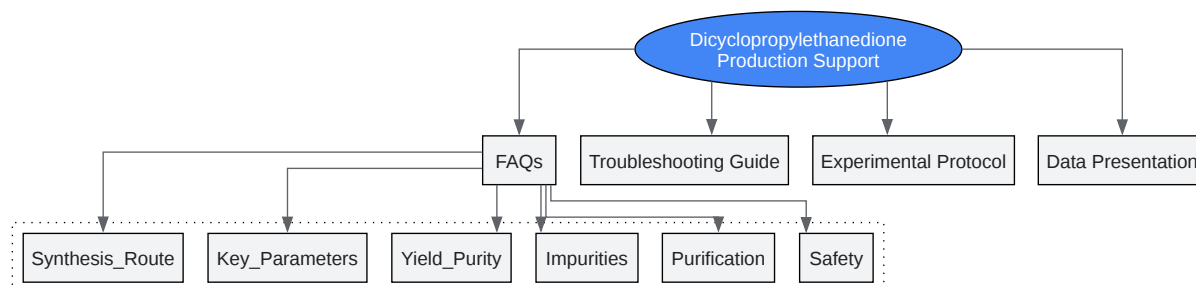 Dicyclopropylethanedione
Production Support
FAQs
Troubleshooting Guide
Experimental Protocol
Data Presentation
Synthesis_Route
Key_Parameters
Yield_Purity
Impurities
Purification
Safety